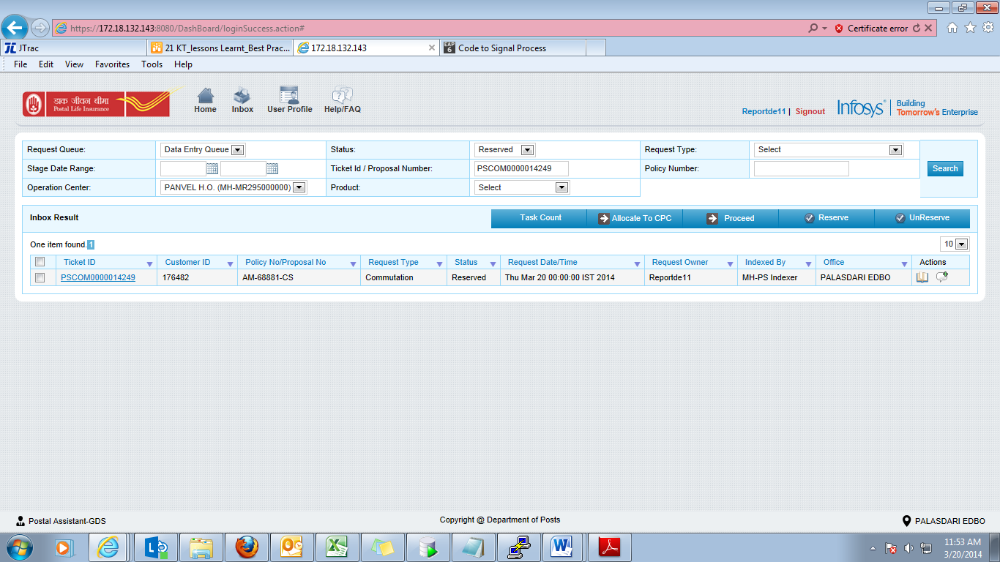 https://172.18.132.143:8080/DashBoard/loginSuccess.action#
Certificate error
JTrac
21 KT_lessons Learnt_Best Prac...
172.18.132.143
EAP 6
Code to Signal Process
File Edit View Favorites Tools Help
डाक जीवन बीमा
Postal Life Insurance
Home
Inbox
User Profile
Help/FAQ
Reportde11 | Signout
Infosys
Building
Tomorrow's Enterprise
Request Queue: Data Entry Queue Status: Reserved Request Type: Select
Stage Date Range: Ticket Id / Proposal Number: PSCOM0000014249 Policy Number:
Search
Operation Center: PANVEL H.O. (MH-MR295000000) Product: Select
Inbox Result
Task Count Allocate To CPC Proceed Reserve UnReserve
One item found.1
10
Ticket ID Customer ID Policy No/Proposal No Request Type Status Request Date/Time Request Owner Indexed By Office Actions
PSCOM0000014249 176482 AM-68881-CS Commutation Reserved Thu Mar 20 00:00:00 IST 2014 Reportde11 MH-PS Indexer PALASDARI EDBO
Postal Assistant-GDS
Copyright @ Department of Posts
PALASDARI EDBO
11:53 AM
3/20/2014